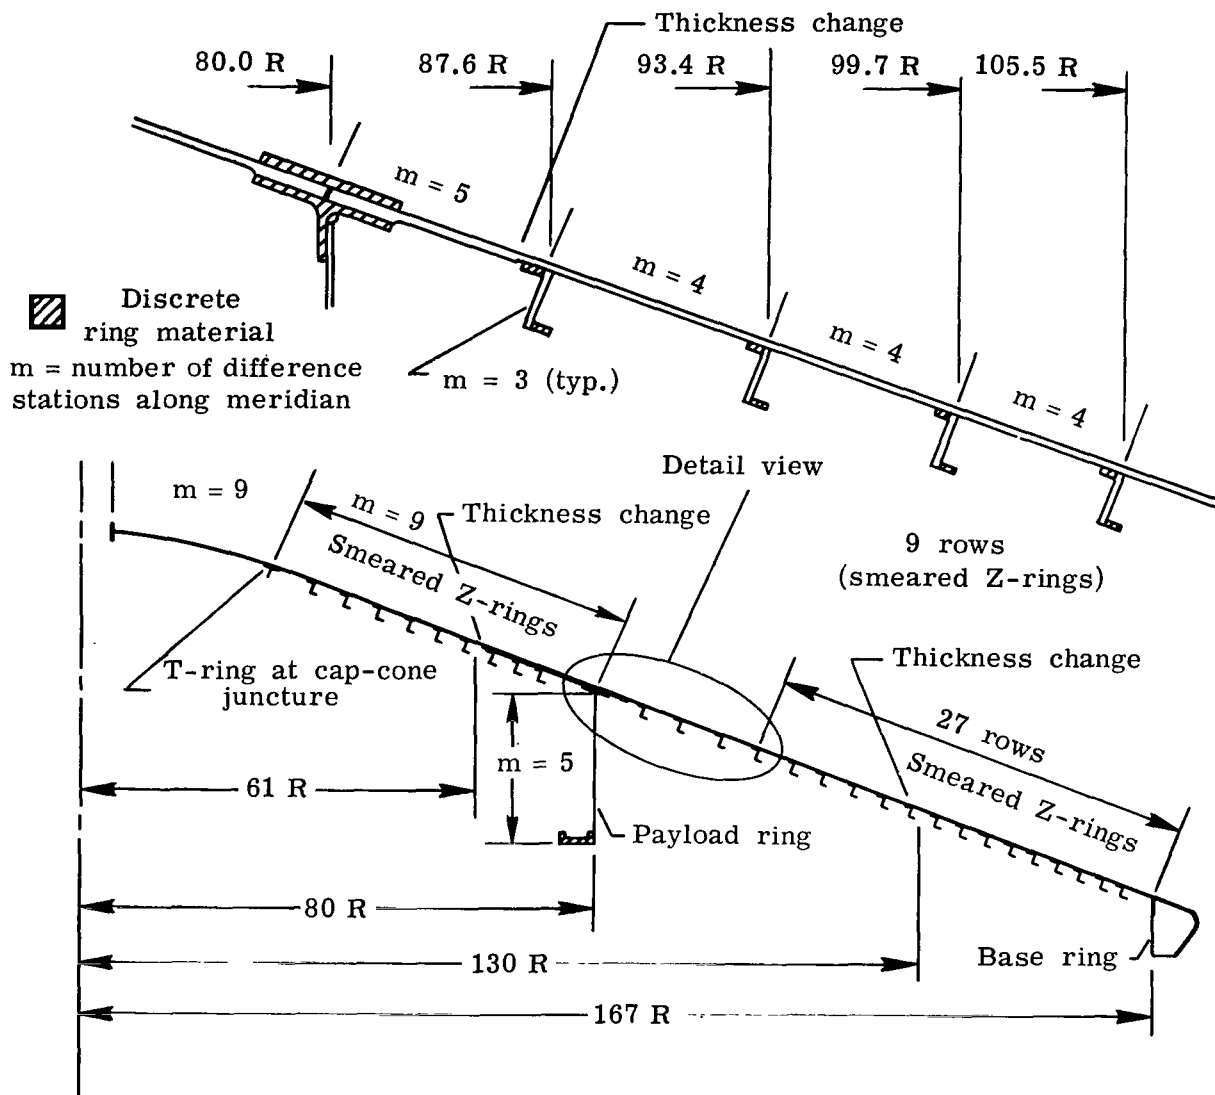 Thickness change
80.0 R
87.6 R
93.4 R
99.7 R
105.5 R
m = 5
m = 4
m = 4
m = 4
Discrete
ring material
m = number of difference
stations along meridian
m = 3 (typ.)
Detail view
m = 9
m = 9
Thickness change
Smeared Z-rings
9 rows
(smeared Z-rings)
T-ring at cap-cone
juncture
Thickness change
27 rows
Smeared Z-rings
m = 5
61 R
Payload ring
80 R
Base ring
130 R
167 R